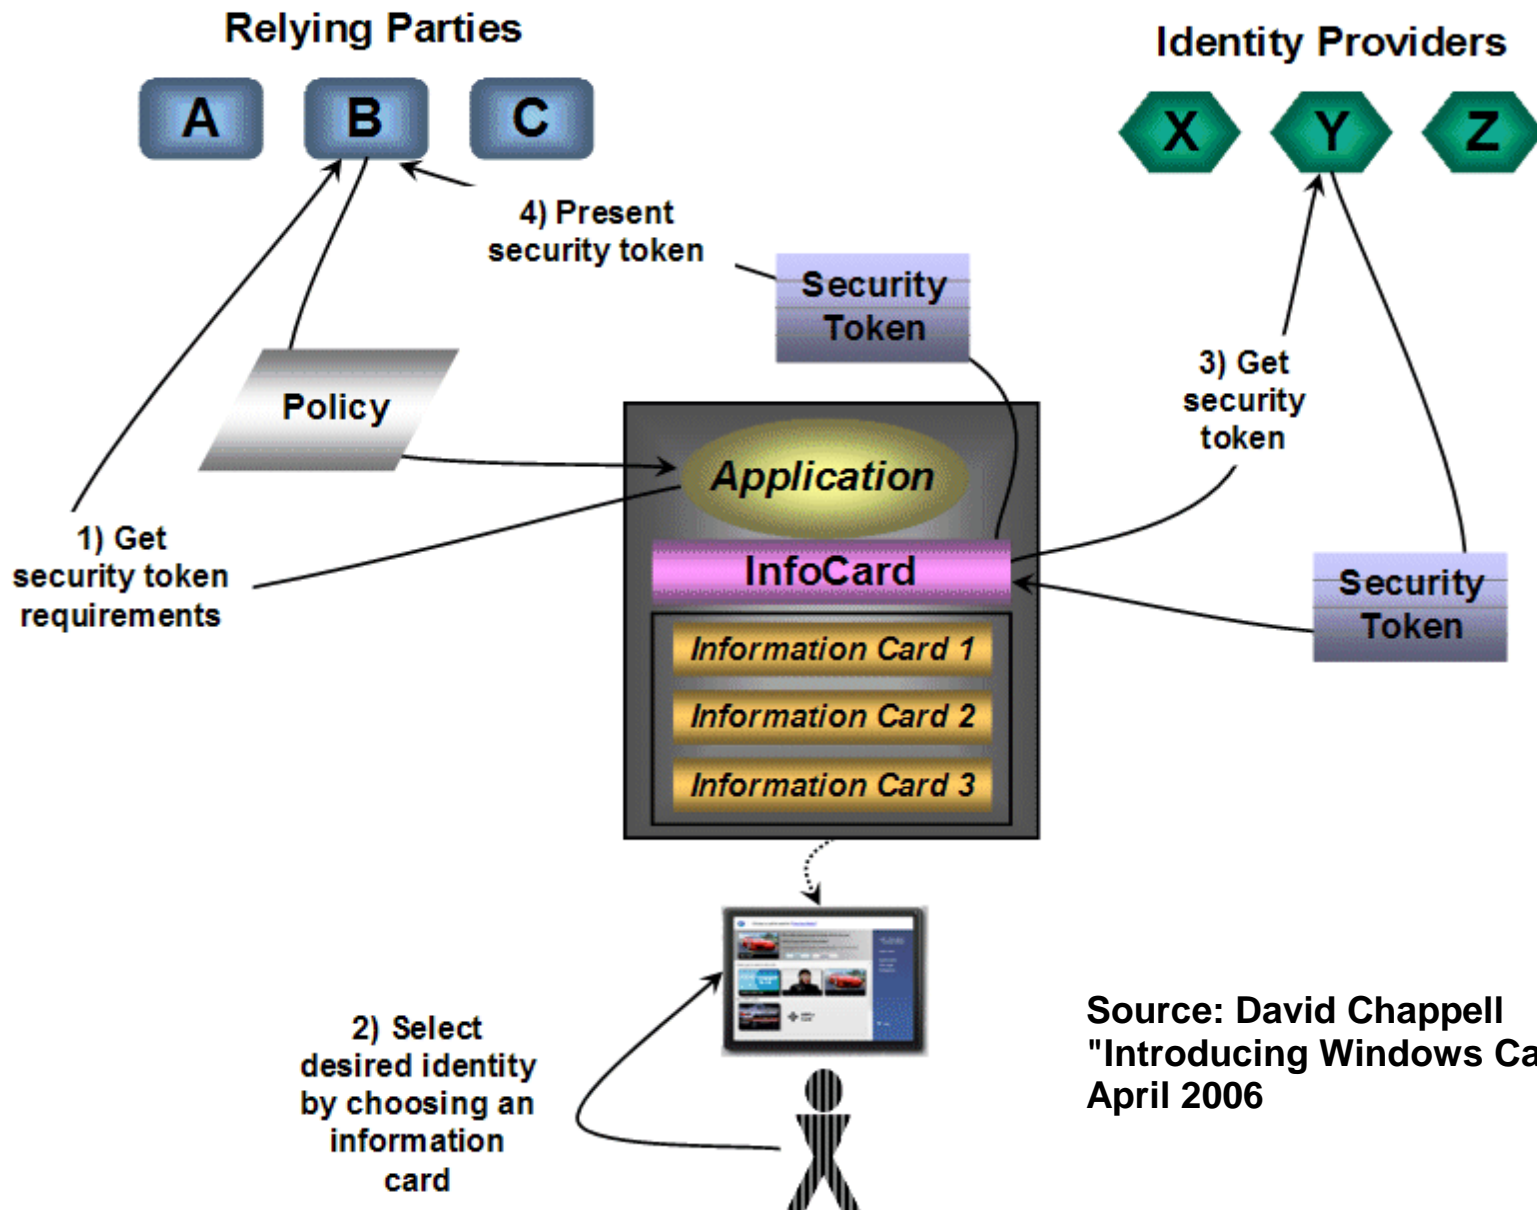 Relying Parties
Identity Providers
A
B
C
X
Y
Z
4) Present
security token
Security
Token
3) Get
security
token
Policy
Application
1) Get
security token
requirements
InfoCard
Security
Token
Information Card 1
Information Card 2
Information Card 3
2) Select
desired identity
by choosing an
information
card
Source: David Chappell
"Introducing Windows Ca
April 2006